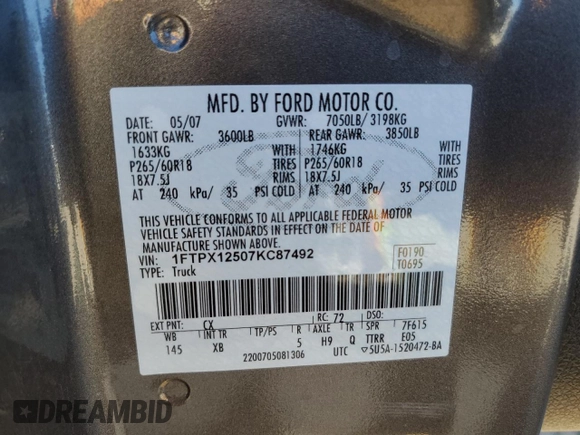 MFD. BY FORD MOTOR CO.
DATE: 05/07 GVWR: 7050LB/ 3198KG
FRONT GAWR: 3600LB REAR GAWR: 3850LB
1633KG WITH 1746KG WITH
P265/60R18 TIRES P265/60R18 TIRES
18X7.5J RIMS 18X7.5J RIMS
AT 240 kPa/ 35 PSI COLD AT 240 kPa/ 35 PSI COLD
THIS VEHICLE CONFORMS TO ALL APPLICABLE FEDERAL MOTOR
VEHICLE SAFETY STANDARDS IN EFFECT ON THE DATE OF
MANUFACTURE SHOWN ABOVE.
VIN: 1FTPX12507KC87492 F0190
TYPE: Truck T0695
EXT PNT: CX RC: 72 DSO:
WB INT TR TP/PS R AXLE TR SPR 7F615
145 XB 5 H9 Q TTRR E05
2200705081306 UTC ▽5U5A-1520472-BA
Ford
DREAMBID